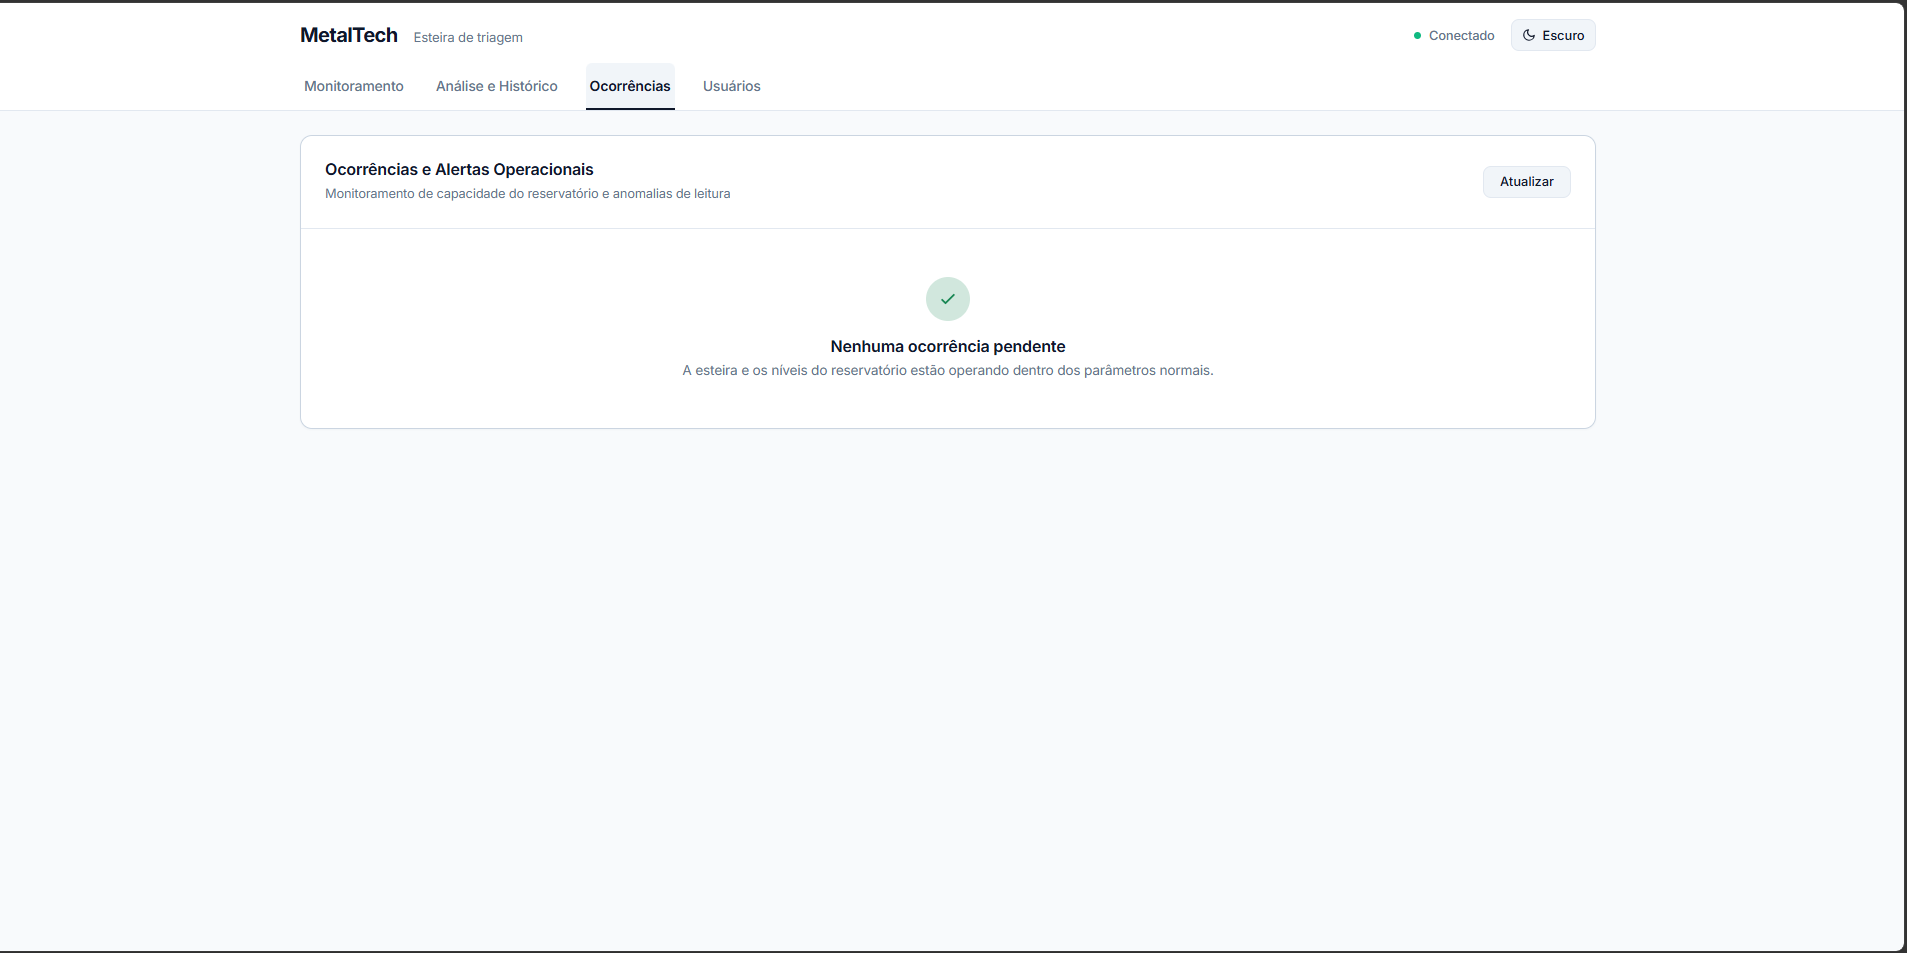 MetalTech Esteira de triagem
Conectado
Escuro
Monitoramento Análise e Histórico Ocorrências Usuários
Ocorrências e Alertas Operacionais
Monitoramento de capacidade do reservatório e anomalias de leitura
Atualizar
Nenhuma ocorrência pendente
A esteira e os níveis do reservatório estão operando dentro dos parâmetros normais.